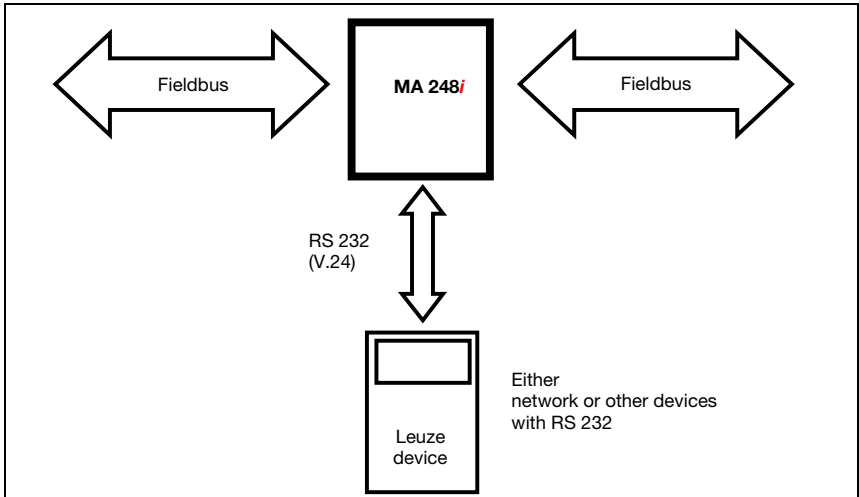 Fieldbus
MA 248i
Fieldbus
RS 232
(V.24)
Either
network or other devices
with RS 232
Leuze
device